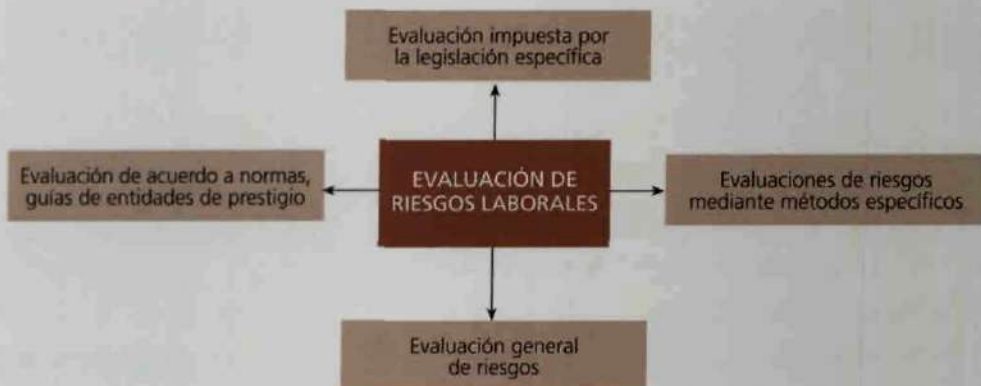 Evaluación impuesta por
la legislación específica
Evaluación de acuerdo a normas,
guías de entidades de prestigio
EVALUACIÓN DE
RIESGOS LABORALES
Evaluaciones de riesgos
mediante métodos específicos
Evaluación general
de riesgos